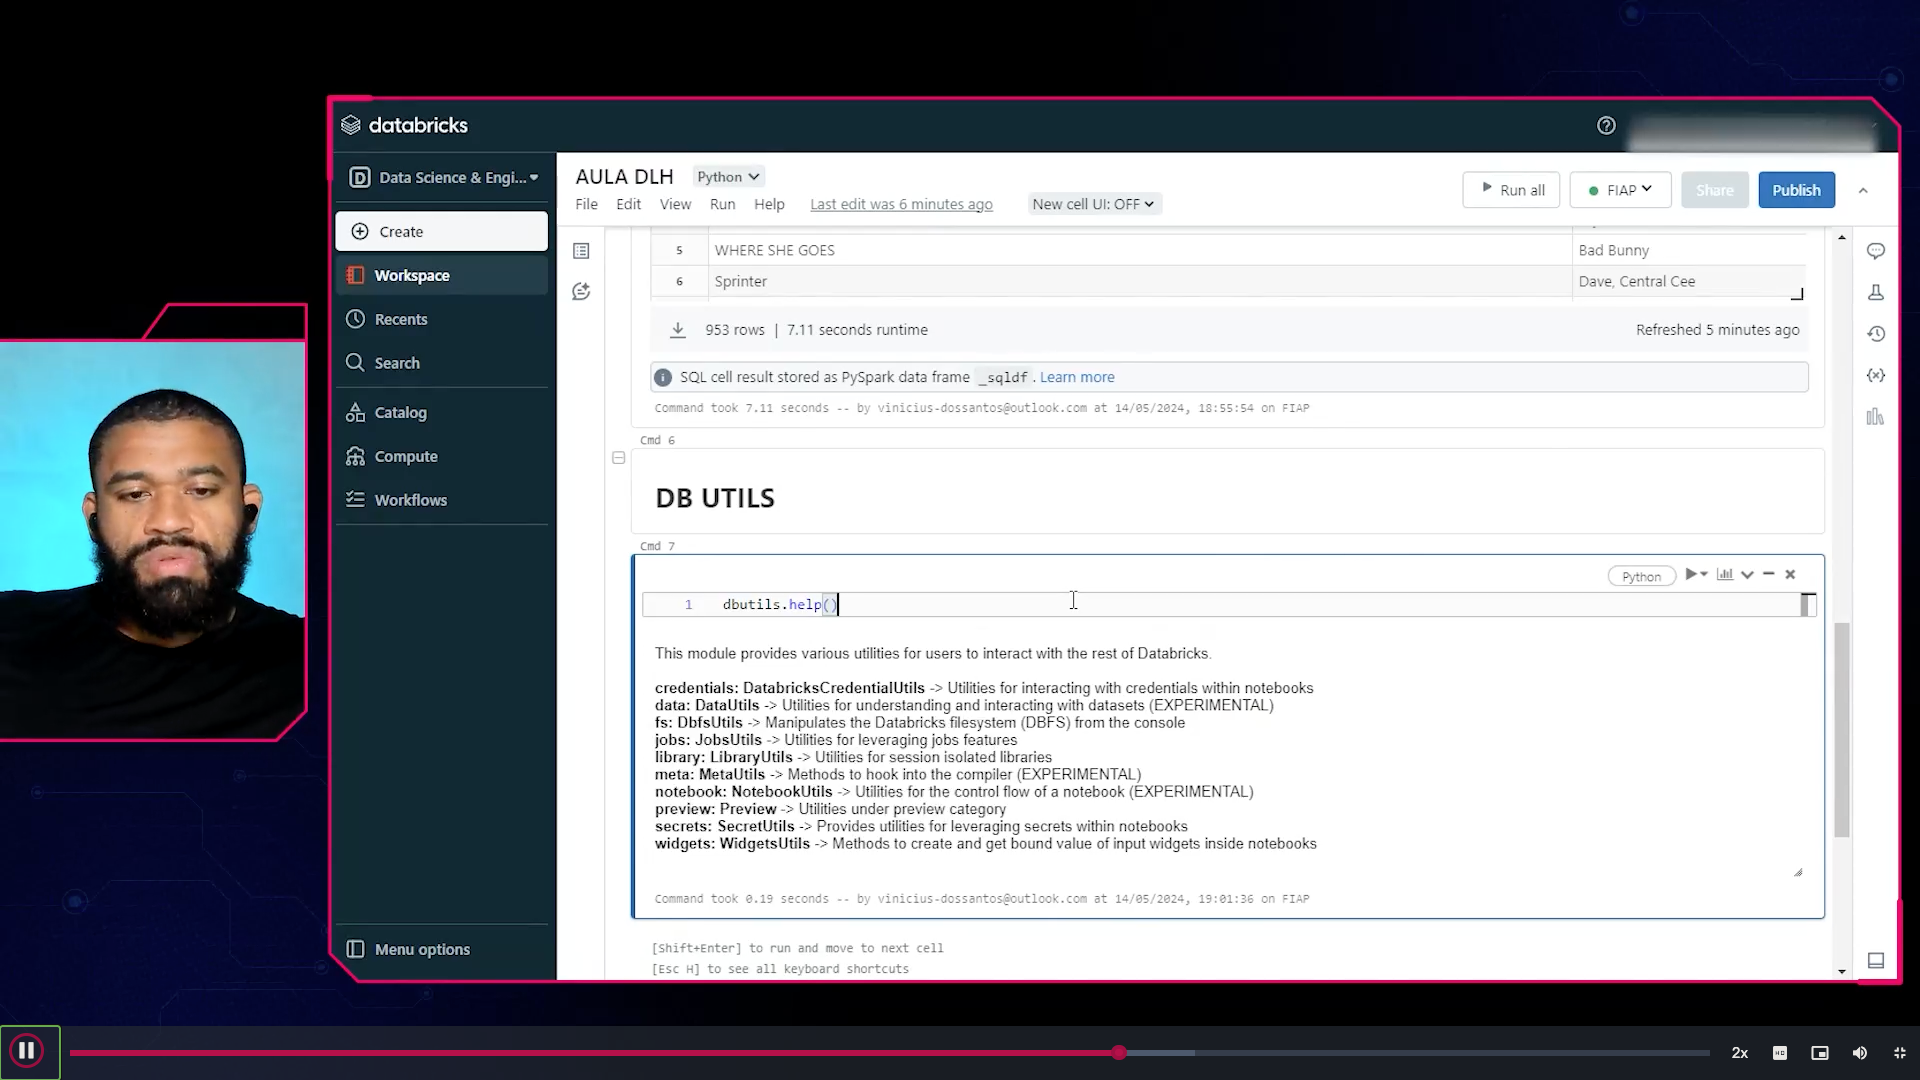 databricks
Data Science & Engi...
Create
Workspace
Recents
Search
Catalog
Compute
Workflows
Menu options
AULA DLH
Python
File Edit View Run Help
Last edit was 6 minutes ago
New cell UI: OFF
Run all
FIAP
Share
Publish
5 WHERE SHE GOES Bad Bunny
6 Sprinter Dave, Central Cee
953 rows | 7.11 seconds runtime
Refreshed 5 minutes ago
SQL cell result stored as PySpark data frame _sqldf . Learn more
Command took 7.11 seconds -- by vinicius-dossantos@outlook.com at 14/05/2024, 18:55:54 on FIAP
Cmd 6
DB UTILS
Cmd 7
Python
1 dbutils.help()
This module provides various utilities for users to interact with the rest of Databricks.
credentials: DatabricksCredentialUtils -> Utilities for interacting with credentials within notebooks
data: DataUtils -> Utilities for understanding and interacting with datasets (EXPERIMENTAL)
fs: DbfsUtils -> Manipulates the Databricks filesystem (DBFS) from the console
jobs: JobsUtils -> Utilities for leveraging jobs features
library: LibraryUtils -> Utilities for session isolated libraries
meta: MetaUtils -> Methods to hook into the compiler (EXPERIMENTAL)
notebook: NotebookUtils -> Utilities for the control flow of a notebook (EXPERIMENTAL)
preview: Preview -> Utilities under preview category
secrets: SecretUtils -> Provides utilities for leveraging secrets within notebooks
widgets: WidgetsUtils -> Methods to create and get bound value of input widgets inside notebooks
Command took 0.19 seconds -- by vinicius-dossantos@outlook.com at 14/05/2024, 19:01:36 on FIAP
[Shift+Enter] to run and move to next cell
[Esc H] to see all keyboard shortcuts
2x